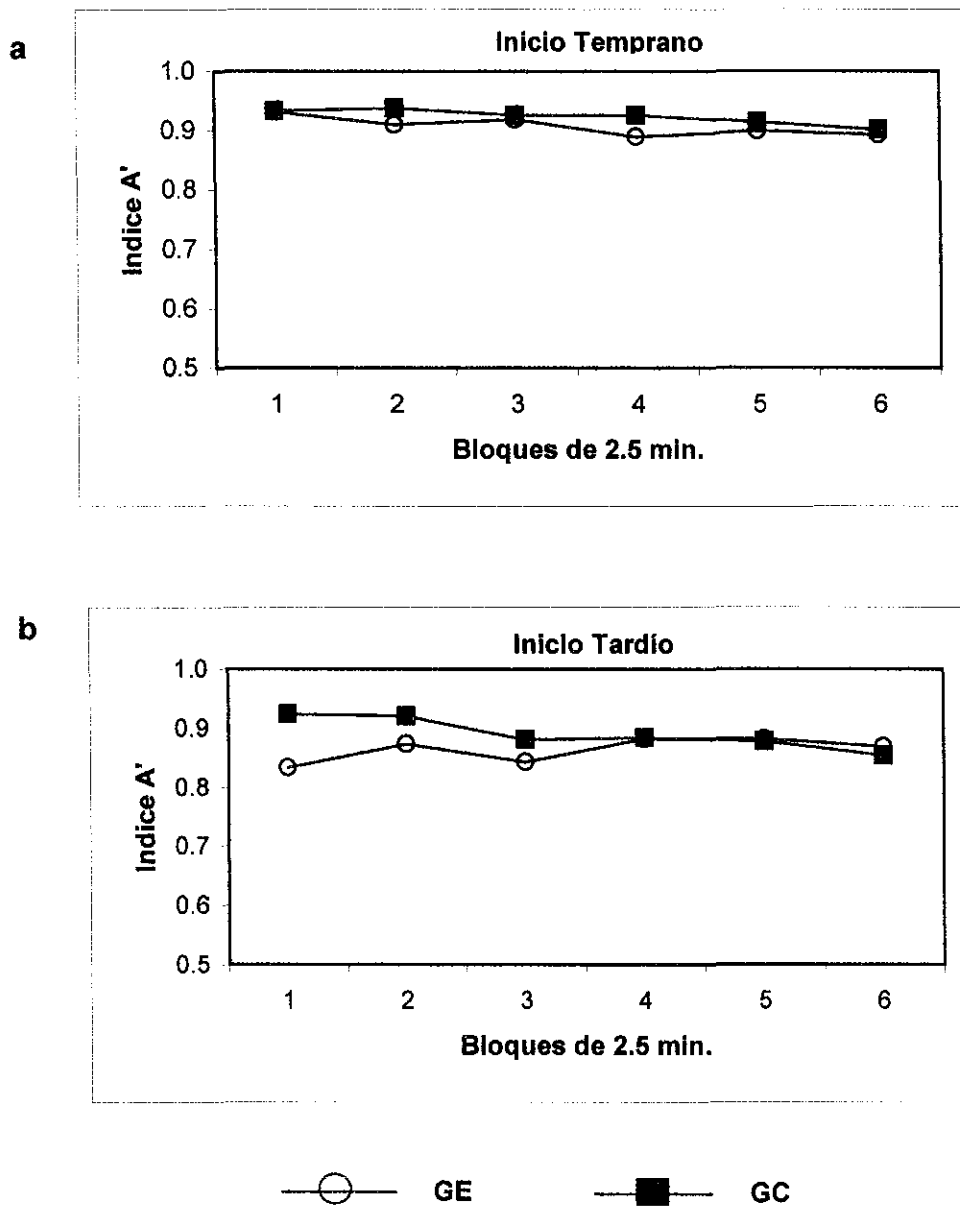 a
Inicio Temprano
Indice A'
1.0
0.9
0.8
0.7
0.6
0.5
1 2 3 4 5 6
Bloques de 2.5 min.
b
Inicio Tardío
Indice A'
1.0
0.9
0.8
0.7
0.6
0.5
1 2 3 4 5 6
Bloques de 2.5 min.
GE GC